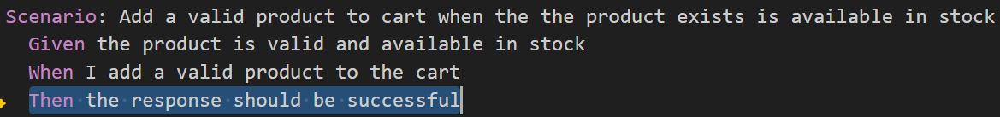 Scenario: Add a valid product to cart when the the product exists is available in stock
Given the product is valid and available in stock
When I add a valid product to the cart
Then the response should be successful